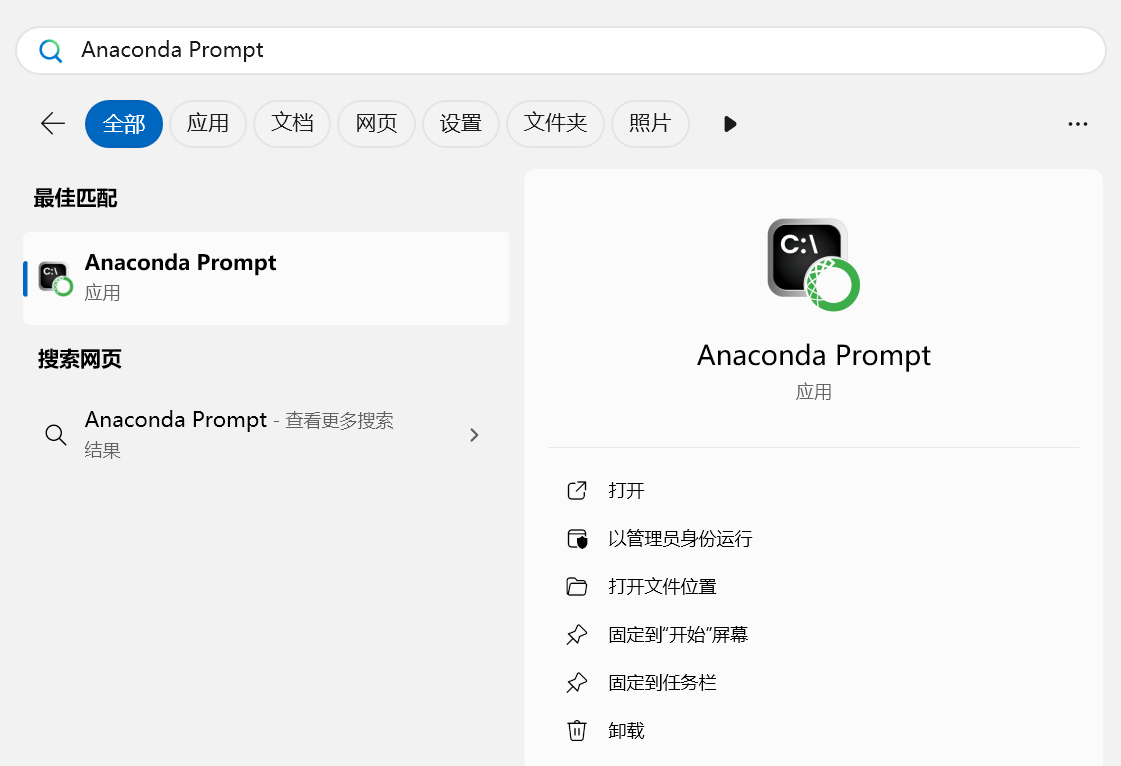 Anaconda Prompt
全部 应用 文档 网页 设置 文件夹 照片
最佳匹配
Anaconda Prompt
应用
搜索网页
Anaconda Prompt - 查看更多搜索
结果
C:\
Anaconda Prompt
应用
打开
以管理员身份运行
打开文件位置
固定到“开始”屏幕
固定到任务栏
卸载